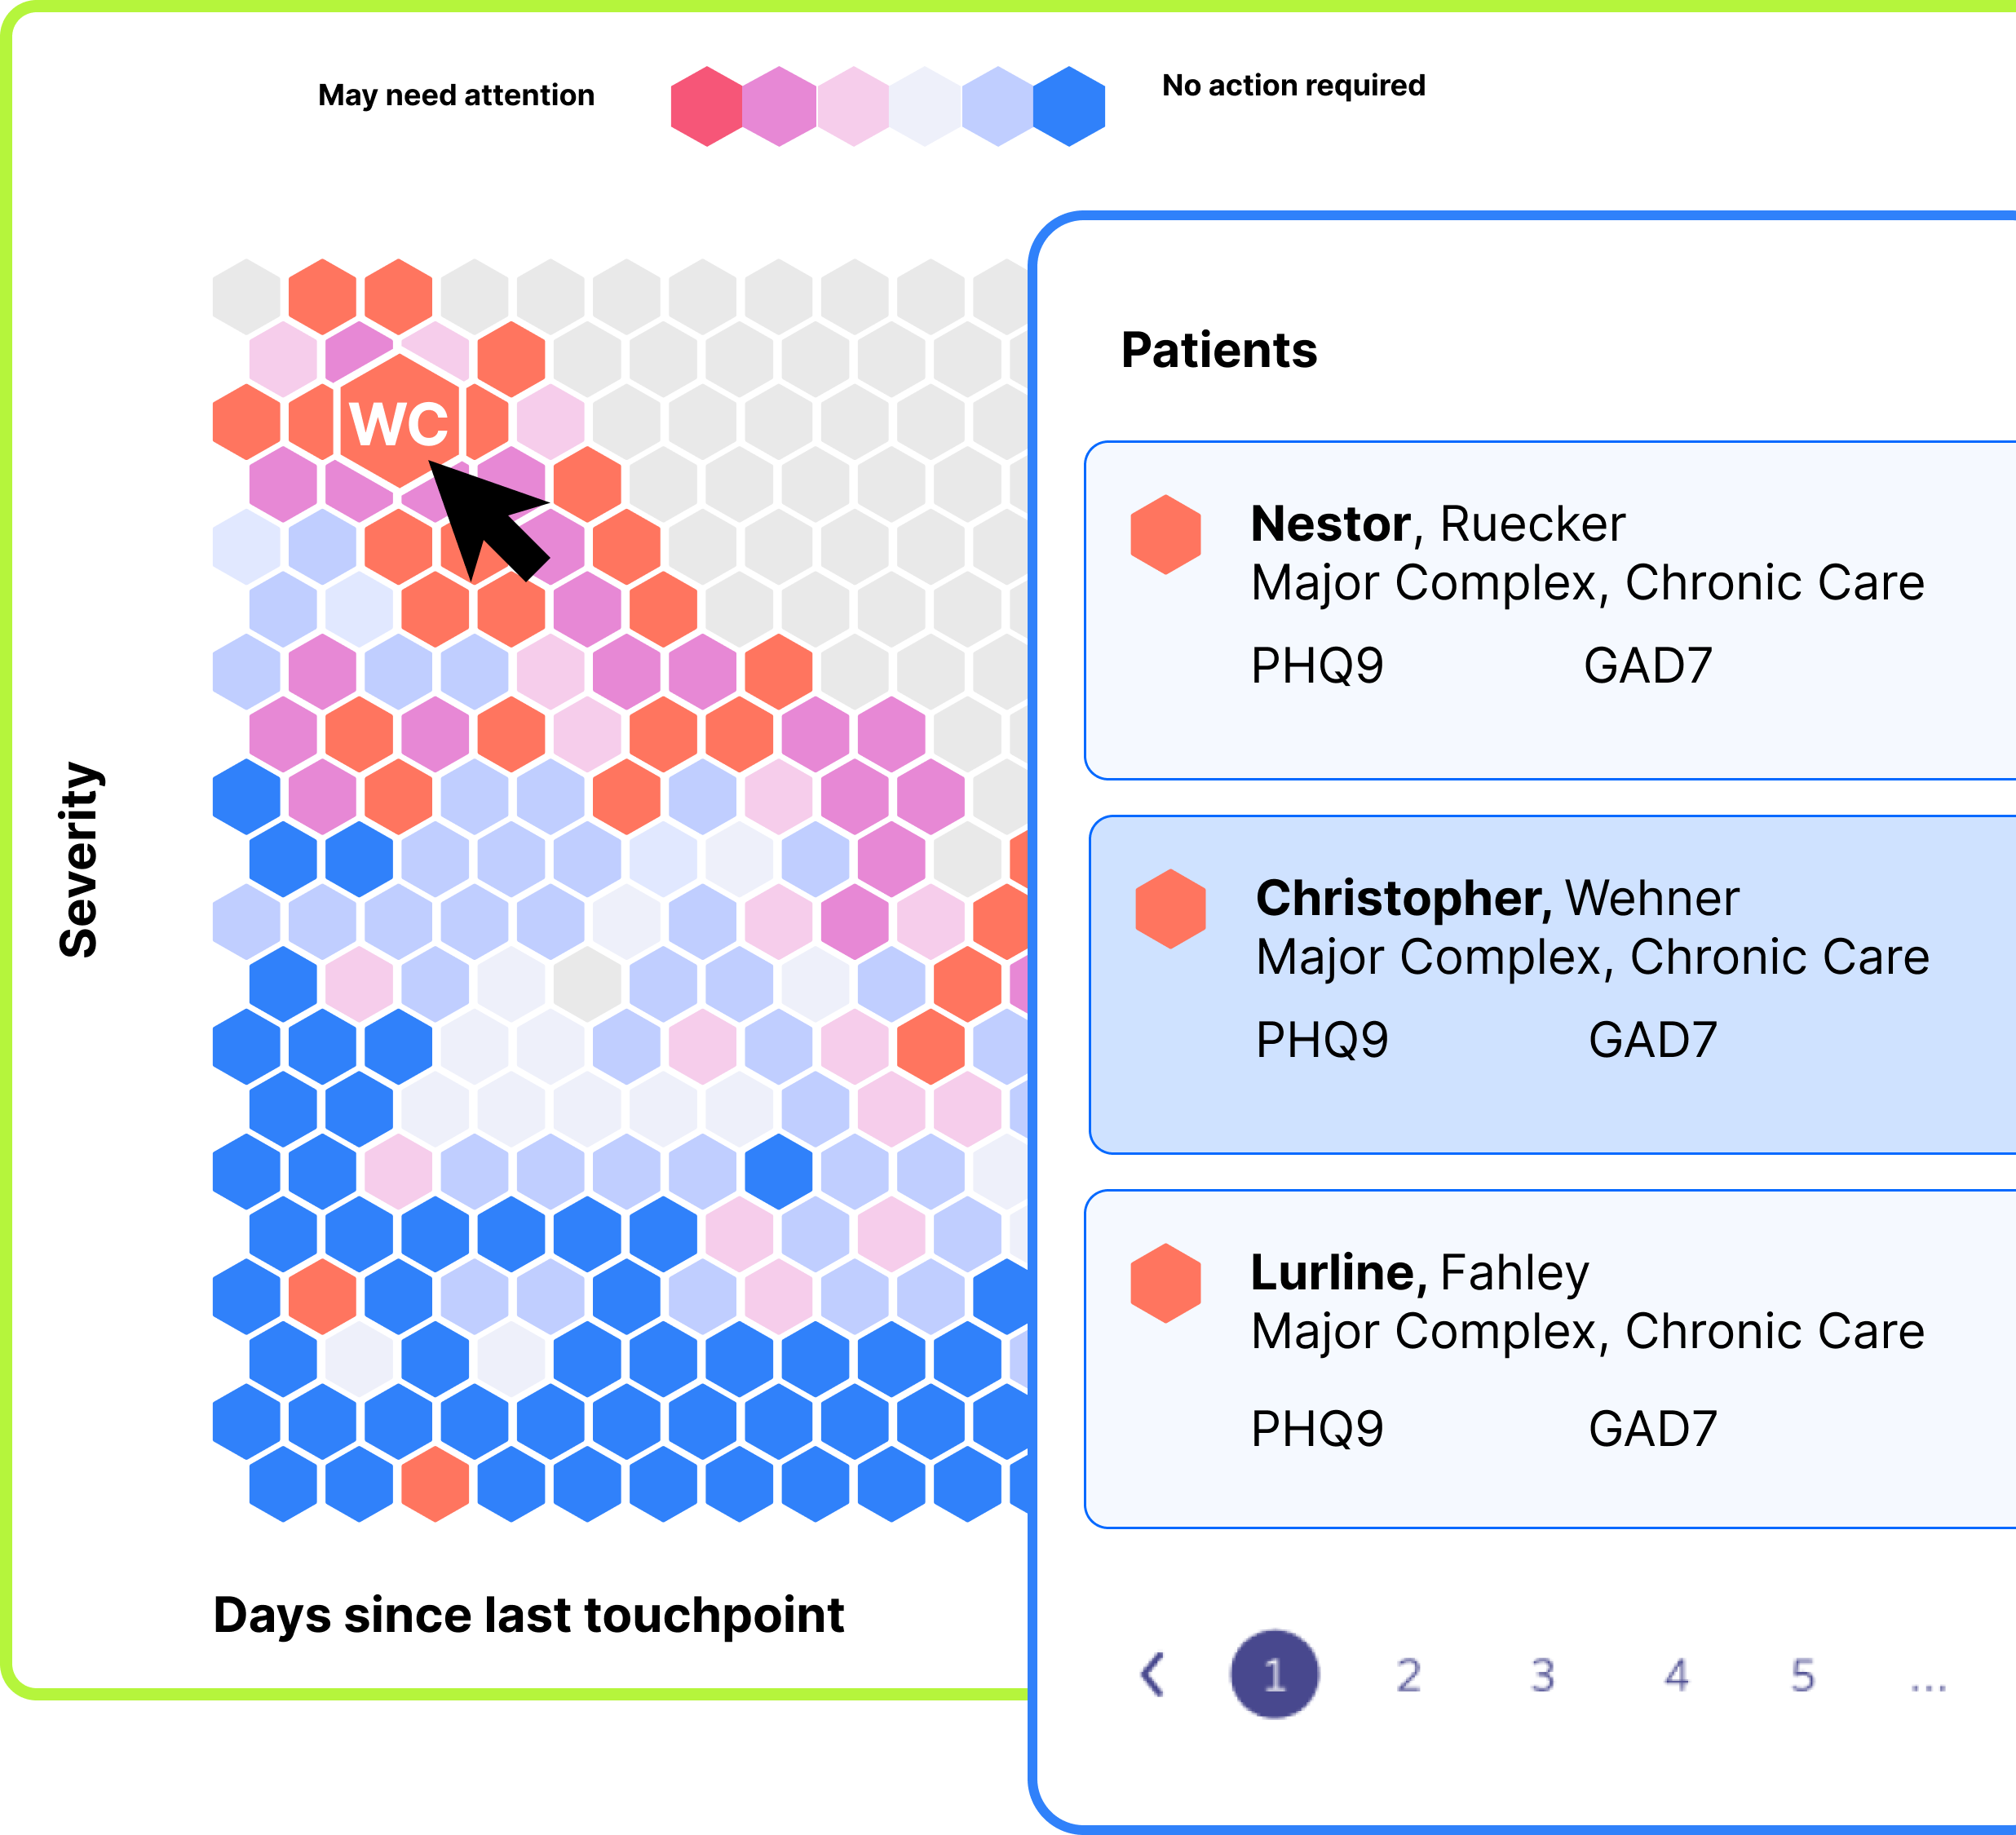 May need attention
No action required
WC
Severity
Days since last touchpoint
Patients
Nestor, Ruecker
Major Complex, Chronic Care
PHQ9 GAD7
Christopher, Wehner
Major Complex, Chronic Care
PHQ9 GAD7
Lurline, Fahley
Major Complex, Chronic Care
PHQ9 GAD7
1 2 3 4 5 ...